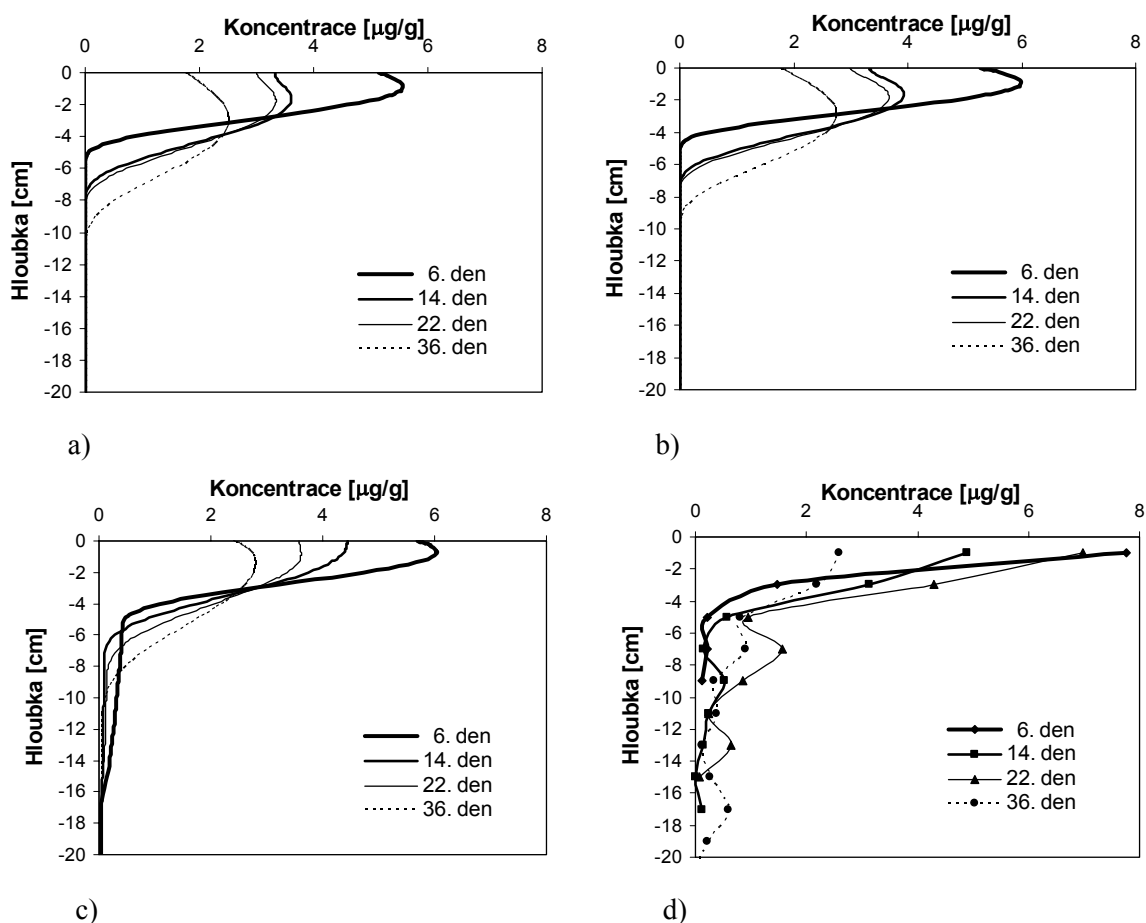 Koncentrace [µg/g]
0 2 4 6 8
0
-2
-4
-6
-8
-10
-12
-14
-16
-18
-20
Hloubka [cm]
6. den
14. den
22. den
36. den
a)
Koncentrace [µg/g]
0 2 4 6 8
0
-2
-4
-6
-8
-10
-12
-14
-16
-18
-20
Hloubka [cm]
6. den
14. den
22. den
36. den
b)
Koncentrace [µg/g]
0 2 4 6 8
0
-2
-4
-6
-8
-10
-12
-14
-16
-18
-20
Hloubka [cm]
6. den
14. den
22. den
36. den
c)
Koncentrace [µg/g]
0 2 4 6 8
0
-2
-4
-6
-8
-10
-12
-14
-16
-18
-20
Hloubka [cm]
6. den
14. den
22. den
36. den
d)